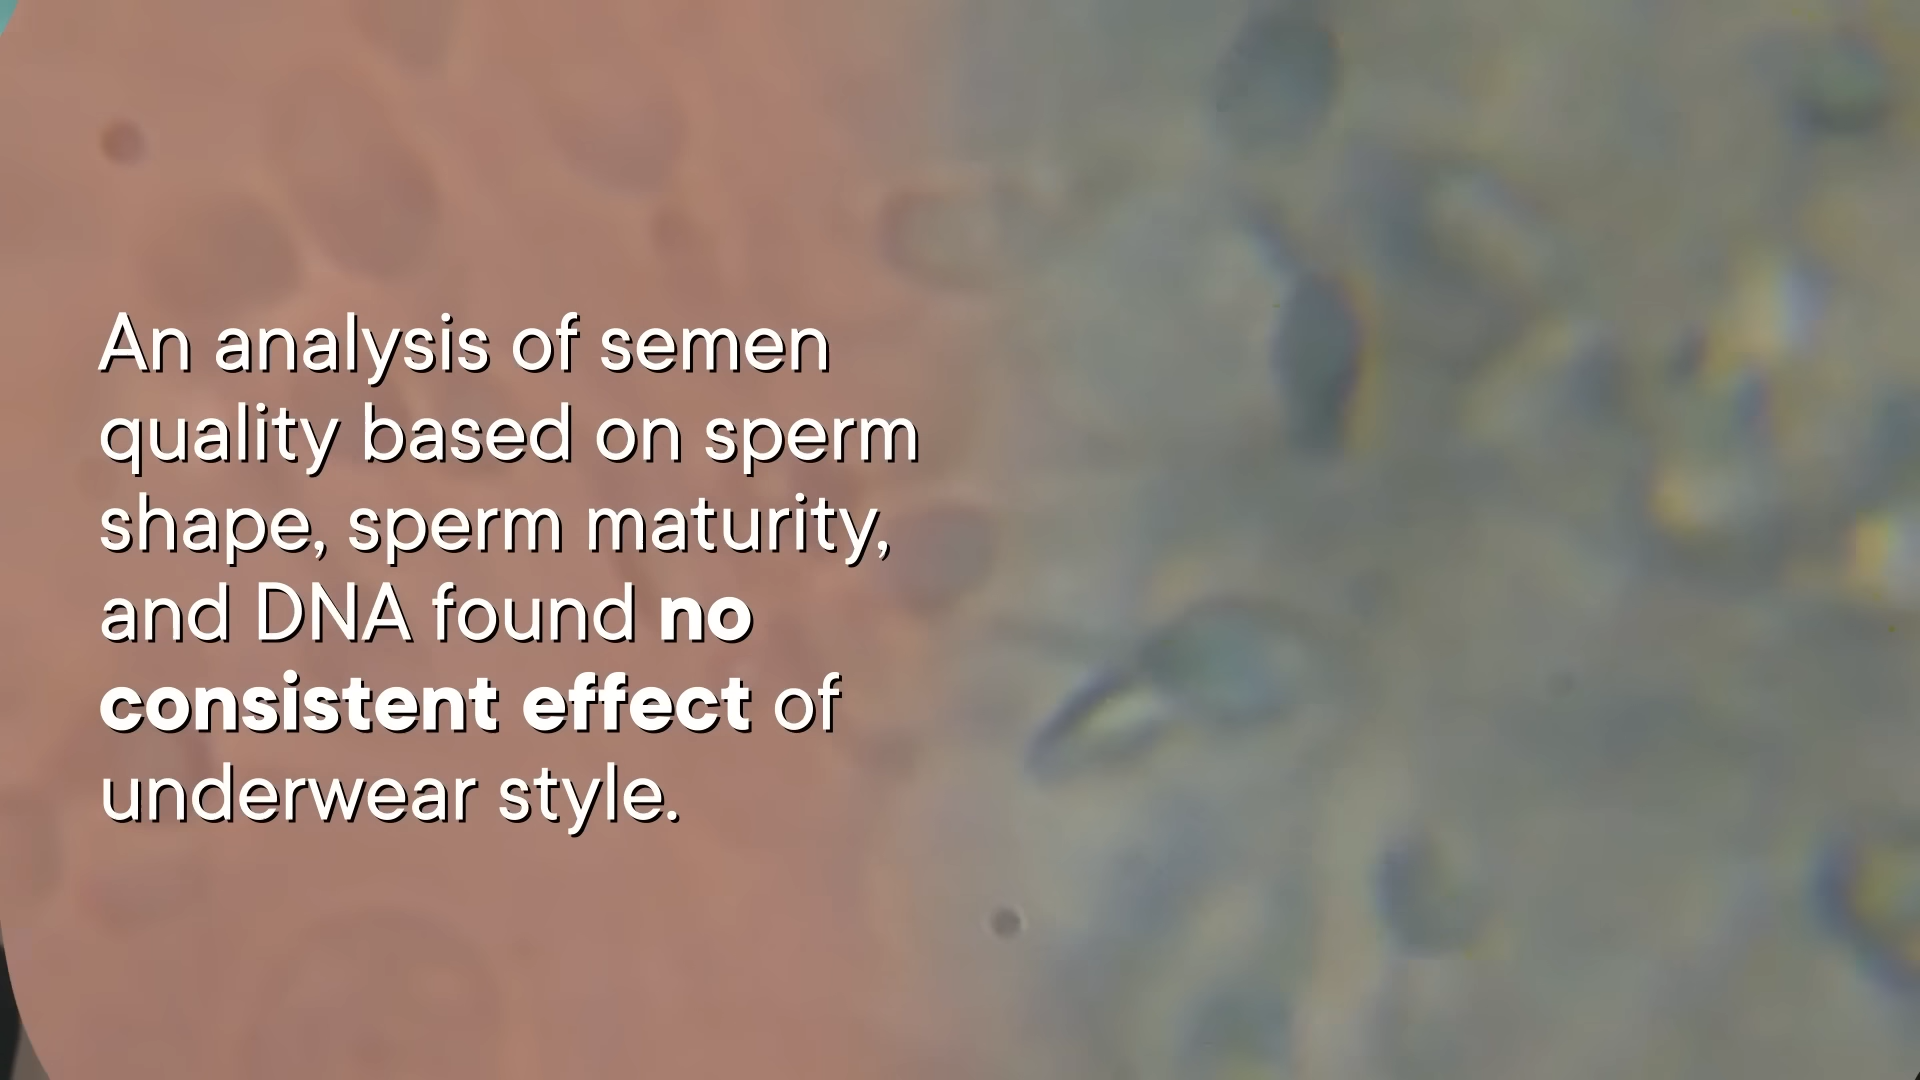 An analysis of semen
quality based on sperm
shape, sperm maturity,
and DNA found no
consistent effect of
underwear style.